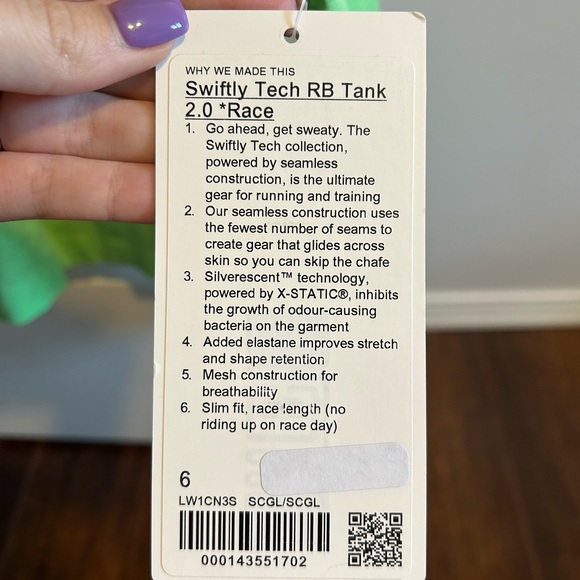 WHY WE MADE THIS
Swiftly Tech RB Tank
2.0 *Race
1. Go ahead, get sweaty. The
Swiftly Tech collection,
powered by seamless
construction, is the ultimate
gear for running and training
2. Our seamless construction uses
the fewest number of seams to
create gear that glides across
skin so you can skip the chafe
3. Silverescent™ technology,
powered by X-STATIC®, inhibits
the growth of odour-causing
bacteria on the garment
4. Added elastane improves stretch
and shape retention
5. Mesh construction for
breathability
6. Slim fit, race length (no
riding up on race day)
6
LW1CN3S SCGL/SCGL
000143551702